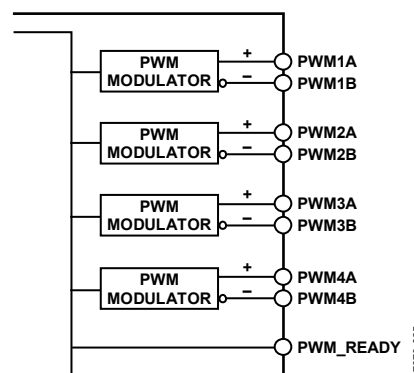 PWM
MODULATOR
+
−
PWM1A
PWM1B
PWM
MODULATOR
+
−
PWM2A
PWM2B
PWM
MODULATOR
+
−
PWM3A
PWM3B
PWM
MODULATOR
+
−
PWM4A
PWM4B
PWM_READY